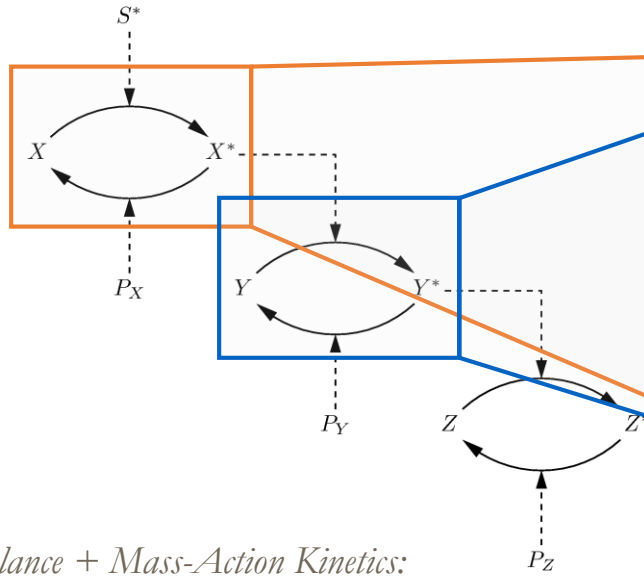 S*
X X*
P_X
Y Y*
P_Y
Z Z
P_Z
lance + Mass-Action Kinetics: